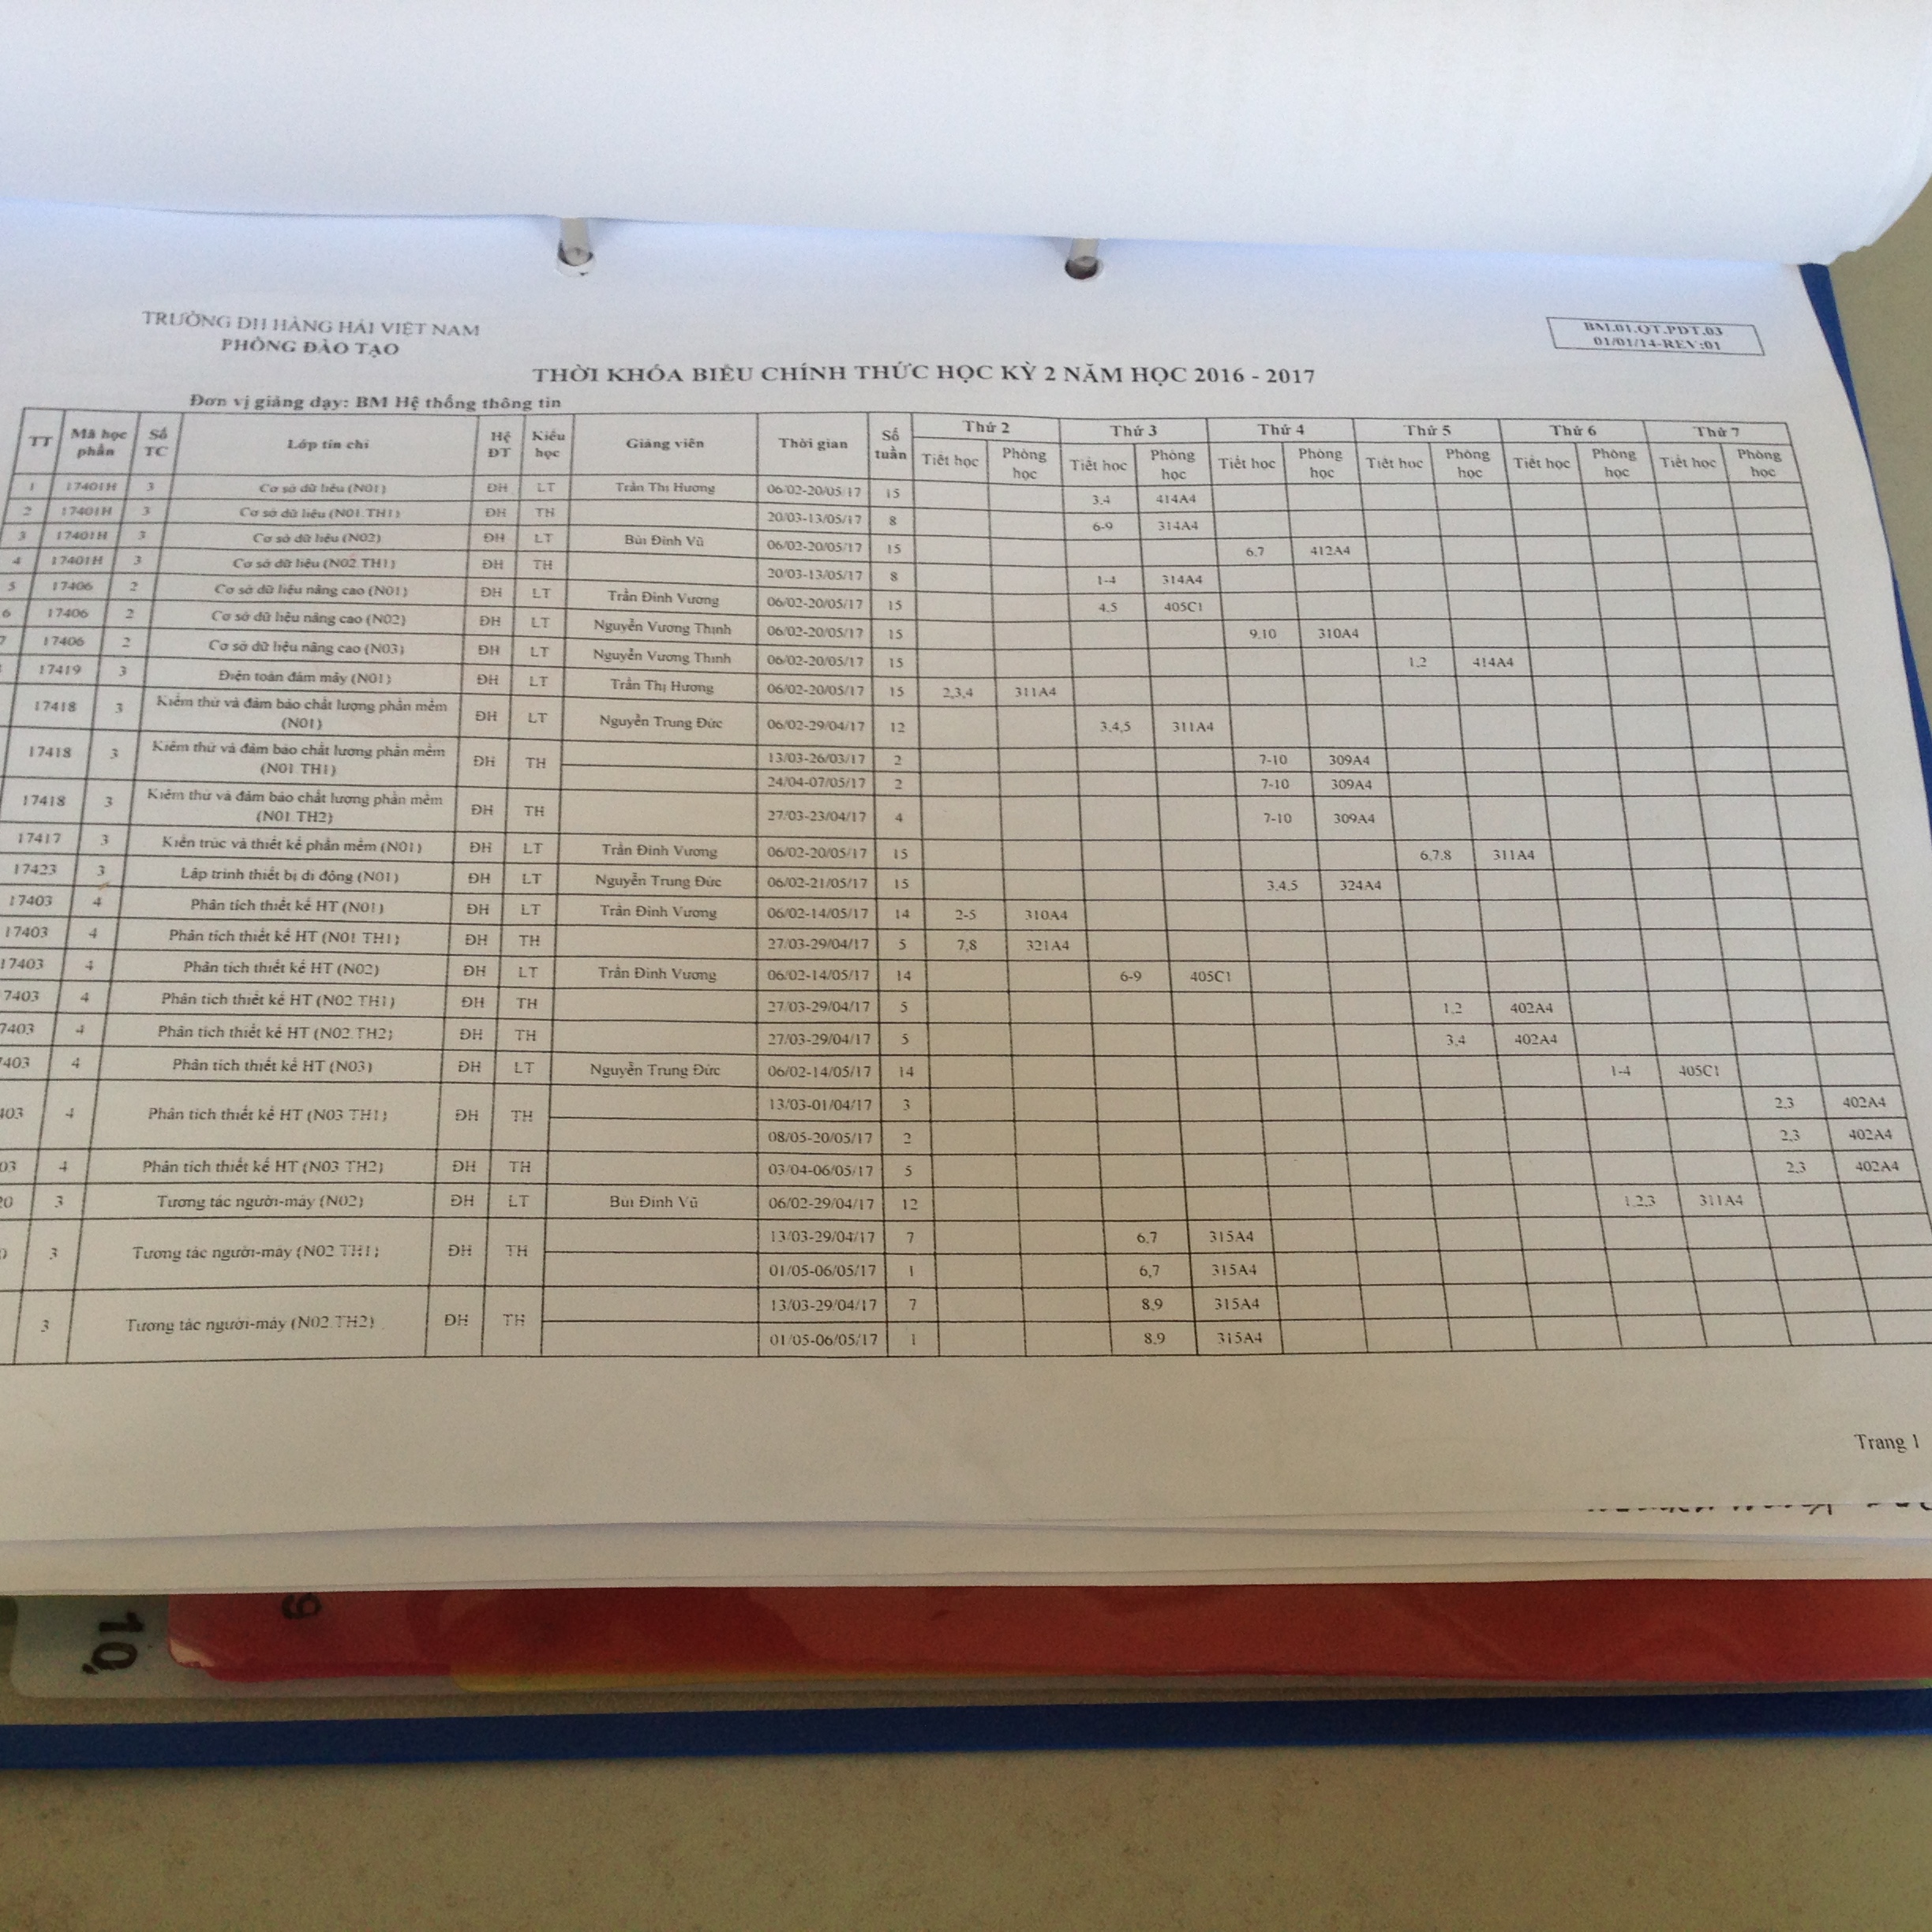 TRƯỜNG ĐH HÀNG HẢI VIỆT NAM
PHÒNG ĐÀO TẠO
BM.01.QT.PDT.03
01/01/14-REV:01
THỜI KHÓA BIỂU CHÍNH THỨC HỌC KỲ 2 NĂM HỌC 2016 - 2017
Đơn vị giảng dạy: BM Hệ thống thông tin
TT Mã học phần Số TC Lớp tín chỉ Hệ ĐT Kiểu học Giảng viên Thời gian Số tuần Thứ 2 Thứ 3 Thứ 4 Thứ 5 Thứ 6 Thứ 7
Tiết học Phòng học Tiết học Phòng học Tiết học Phòng học Tiết học Phòng học Tiết học Phòng học Tiết học Phòng học
1 17401H 3 Cơ sở dữ liệu (N01) ĐH LT Trần Thị Hương 06/02-20/05/17 15 3,4 414A4
2 17401H 3 Cơ sở dữ liệu (N01.TH1) ĐH TH 20/03-13/05/17 8 6-9 314A4
3 17401H 3 Cơ sở dữ liệu (N02) ĐH LT Bùi Đình Vũ 06/02-20/05/17 15 6,7 412A4
4 17401H 3 Cơ sở dữ liệu (N02.TH1) ĐH TH 20/03-13/05/17 8 1-4 314A4
5 17406 2 Cơ sở dữ liệu nâng cao (N01) ĐH LT Trần Đình Vương 06/02-20/05/17 15 4,5 405C1
6 17406 2 Cơ sở dữ liệu nâng cao (N02) ĐH LT Nguyễn Vương Thịnh 06/02-20/05/17 15 9,10 310A4
7 17406 2 Cơ sở dữ liệu nâng cao (N03) ĐH LT Nguyễn Vương Thịnh 06/02-20/05/17 15 1,2 414A4
17419 3 Điện toán đám mây (N01) ĐH LT Trần Thị Hương 06/02-20/05/17 15 2,3,4 311A4
17418 3 Kiểm thử và đảm bảo chất lượng phần mềm (N01) ĐH LT Nguyễn Trung Đức 06/02-29/04/17 12 3,4,5 311A4
17418 3 Kiểm thử và đảm bảo chất lượng phần mềm (N01.TH1) ĐH TH 13/03-26/03/17 2 7-10 309A4
24/04-07/05/17 2 7-10 309A4
17418 3 Kiểm thử và đảm bảo chất lượng phần mềm (N01.TH2) ĐH TH 27/03-23/04/17 4 7-10 309A4
17417 3 Kiến trúc và thiết kế phần mềm (N01) ĐH LT Trần Đình Vương 06/02-20/05/17 15 6,7,8 311A4
17423 3 Lập trình thiết bị di động (N01) ĐH LT Nguyễn Trung Đức 06/02-21/05/17 15 3,4,5 324A4
17403 4 Phân tích thiết kế HT (N01) ĐH LT Trần Đình Vương 06/02-14/05/17 14 2-5 310A4
17403 4 Phân tích thiết kế HT (N01.TH1) ĐH TH 27/03-29/04/17 5 7,8 321A4
17403 4 Phân tích thiết kế HT (N02) ĐH LT Trần Đình Vương 06/02-14/05/17 14 6-9 405C1
7403 4 Phân tích thiết kế HT (N02.TH1) ĐH TH 27/03-29/04/17 5 1,2 402A4
7403 4 Phân tích thiết kế HT (N02.TH2) ĐH TH 27/03-29/04/17 5 3,4 402A4
403 4 Phân tích thiết kế HT (N03) ĐH LT Nguyễn Trung Đức 06/02-14/05/17 14 1-4 405C1
403 4 Phân tích thiết kế HT (N03.TH1) ĐH TH 13/03-01/04/17 3 2,3 402A4
08/05-20/05/17 2 2,3 402A4
03 4 Phân tích thiết kế HT (N03.TH2) ĐH TH 03/04-06/05/17 5 2,3 402A4
20 3 Tương tác người-máy (N02) ĐH LT Bùi Đình Vũ 06/02-29/04/17 12 1,2,3 311A4
3 Tương tác người-máy (N02.TH1) ĐH TH 13/03-29/04/17 7 6,7 315A4
01/05-06/05/17 1 6,7 315A4
3 Tương tác người-máy (N02.TH2) ĐH TH 13/03-29/04/17 7 8,9 315A4
01/05-06/05/17 1 8,9 315A4
Trang 1
9
10,